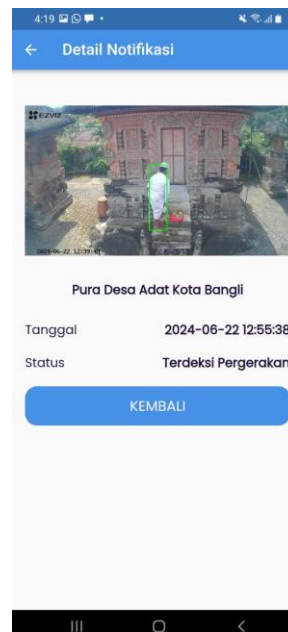 4:19
Detail Notifikasi
EZVIZ
Pura Desa Adat Kota Bangli
Tanggal 2024-06-22 12:55:38
Status Terdeksi Pergerakan
KEMBALI